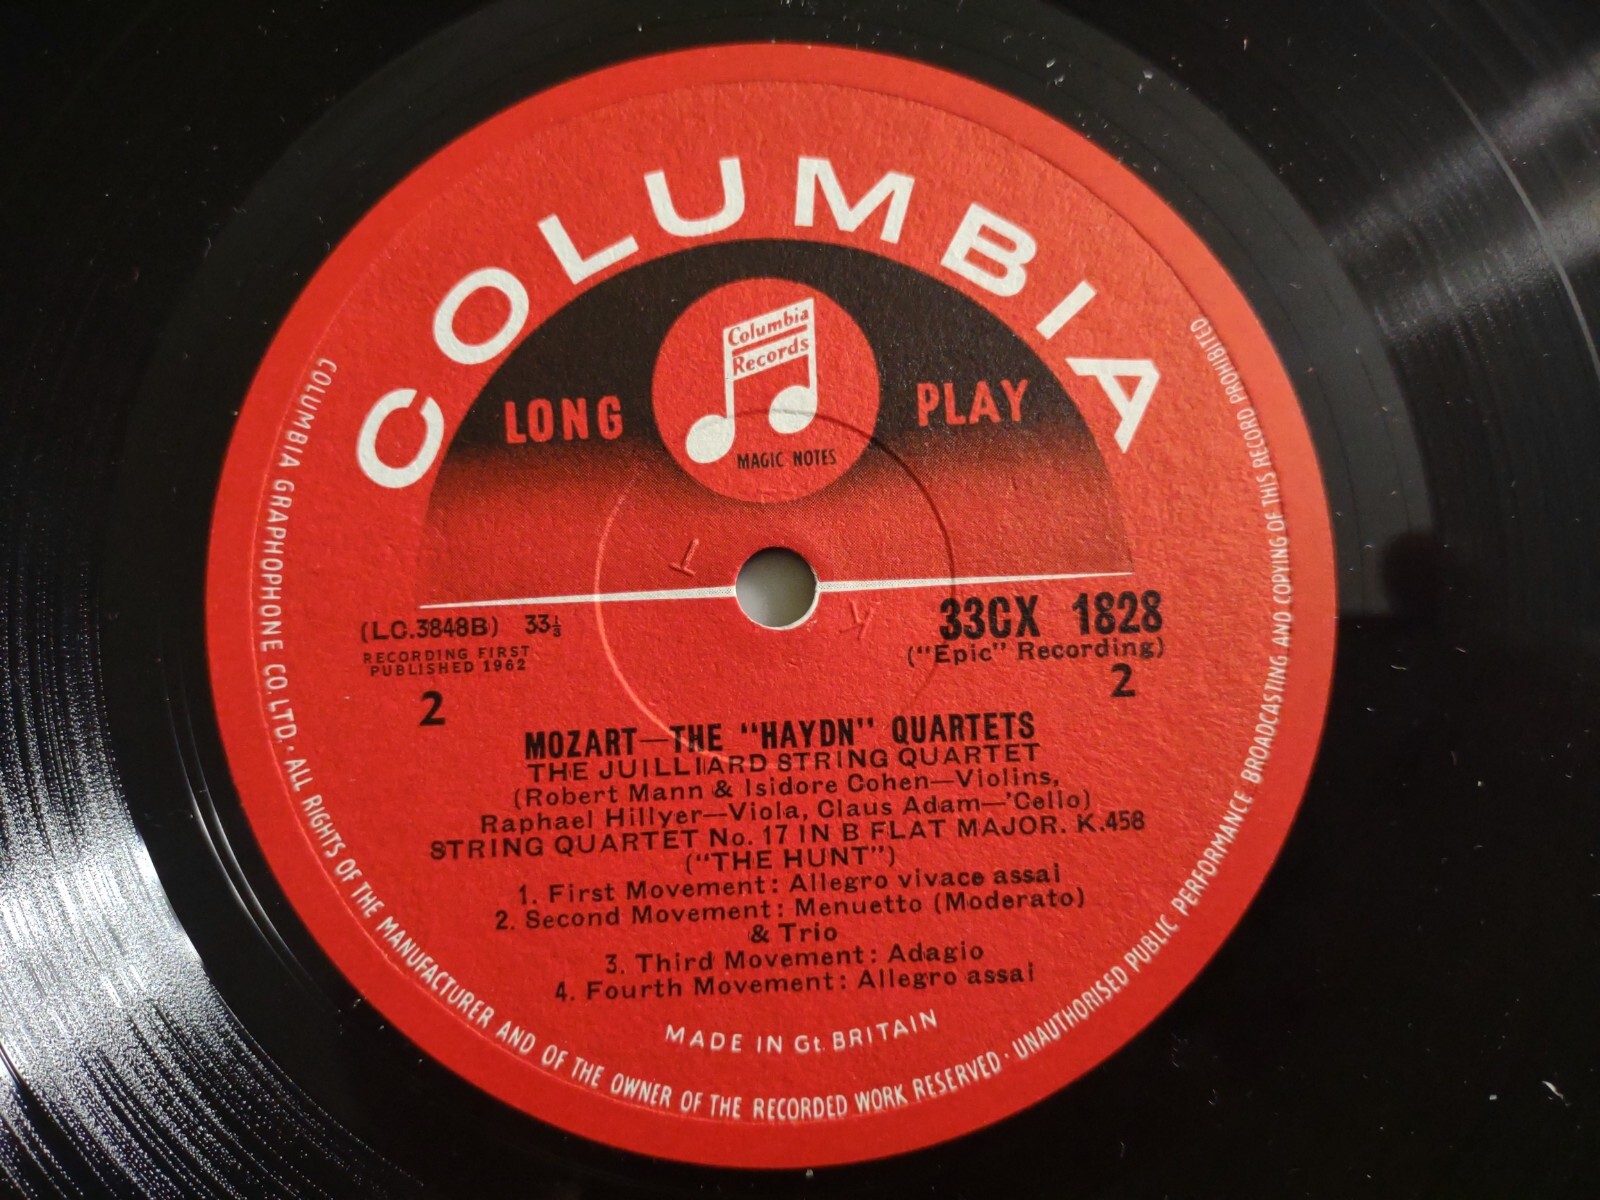 COLUMBIA
Columbia
Records
LONG PLAY
MAGIC NOTES
(LC.3848B) 33⅓
RECORDING FIRST
PUBLISHED 1962
2
33CX 1828
("Epic" Recording)
2
MOZART—THE "HAYDN" QUARTETS
THE JUILLIARD STRING QUARTET
(Robert Mann & Isidore Cohen—Violins,
Raphael Hillyer—Viola, Claus Adam—'Cello)
STRING QUARTET No. 17 IN B FLAT MAJOR. K.458
("THE HUNT")
1. First Movement: Allegro vivace assai
2. Second Movement: Menuetto (Moderato)
& Trio
3. Third Movement: Adagio
4. Fourth Movement: Allegro assai
MADE IN Gt. BRITAIN
COLUMBIA GRAPHOPHONE CO. LTD. · ALL RIGHTS OF THE MANUFACTURER AND OF THE OWNER OF THE RECORDED WORK RESERVED · UNAUTHORISED PUBLIC PERFORMANCE BROADCASTING AND COPYING OF THIS RECORD PROHIBITED